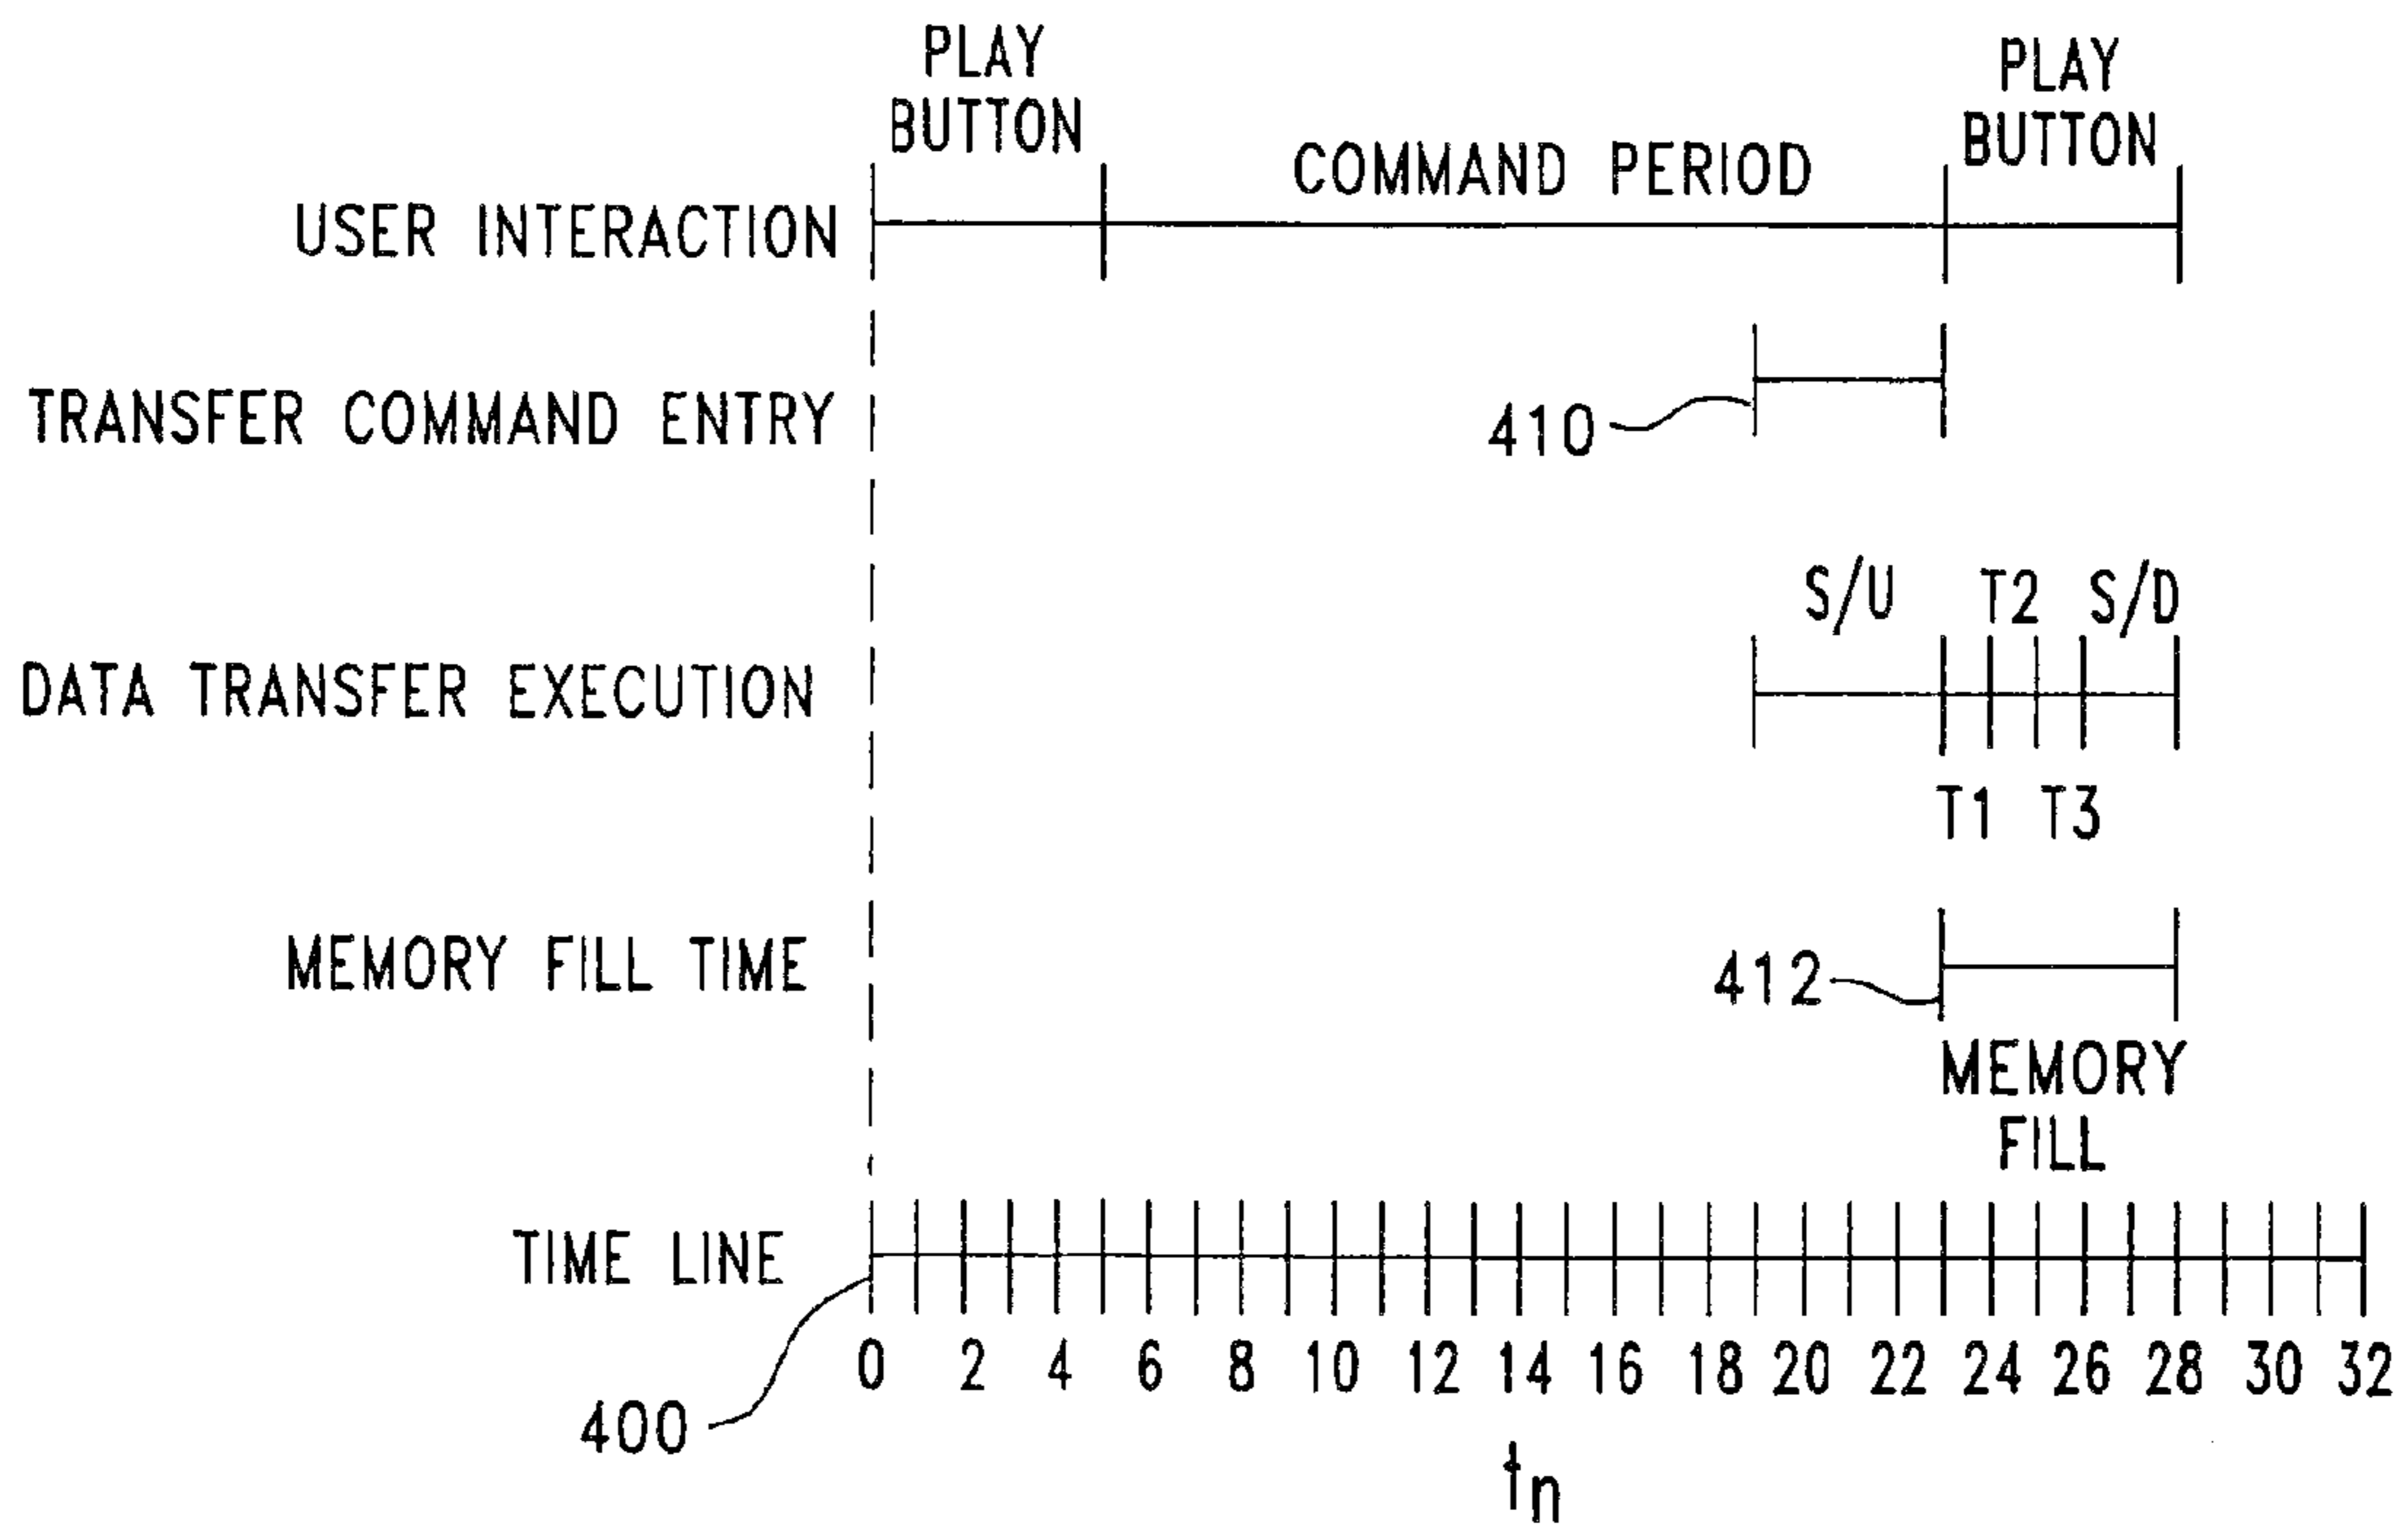 PLAY
BUTTON
PLAY
BUTTON
COMMAND PERIOD
USER INTERACTION
TRANSFER COMMAND ENTRY
410
S/U T2 S/D
DATA TRANSFER EXECUTION
T1 T3
MEMORY FILL TIME
412
MEMORY
FILL
TIME LINE
0 2 4 6 8 10 12 14 16 18 20 22 24 26 28 30 32
400
tn